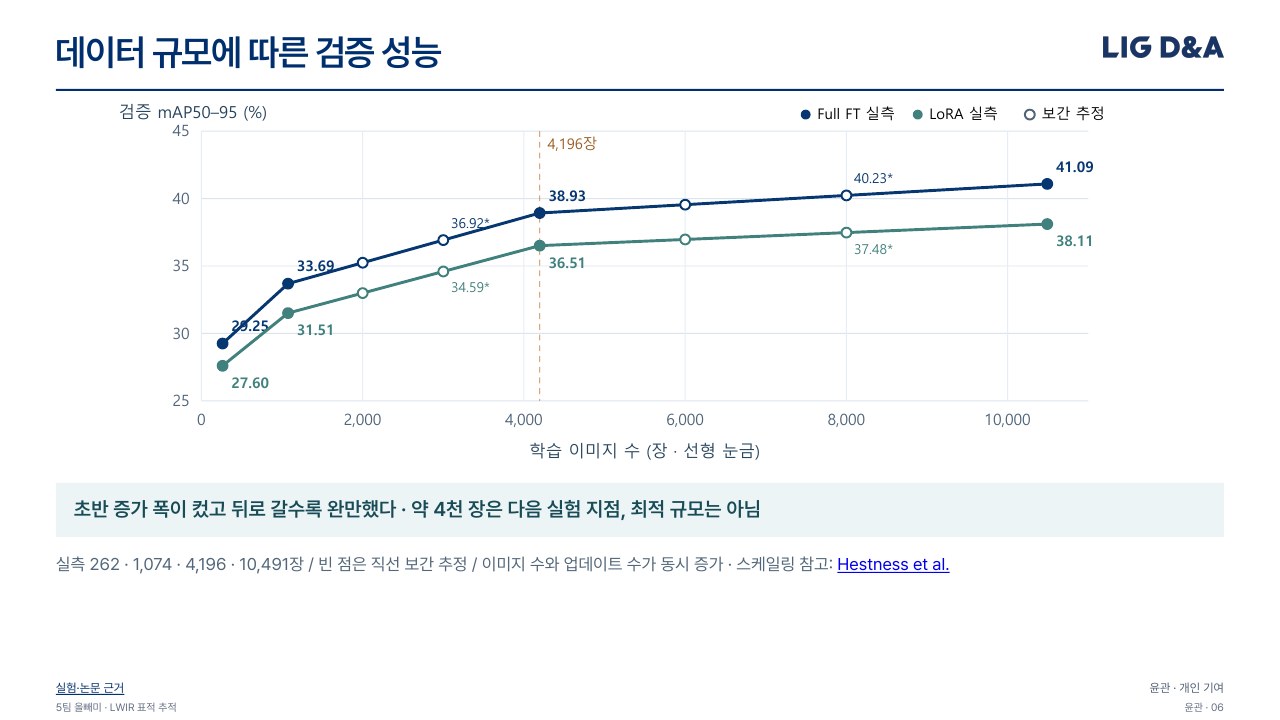 데이터 규모에 따른 검증 성능
LIG D&A
검증 mAP50–95 (%)
Full FT 실측
LoRA 실측
보간 추정
45
40
35
30
25
4,196장
29.25
33.69
36.92*
38.93
40.23*
41.09
27.60
31.51
34.59*
36.51
37.48*
38.11
0
2,000
4,000
6,000
8,000
10,000
학습 이미지 수 (장 · 선형 눈금)
초반 증가 폭이 컸고 뒤로 갈수록 완만했다 · 약 4천 장은 다음 실험 지점, 최적 규모는 아님
실측 262 · 1,074 · 4,196 · 10,491장 / 빈 점은 직선 보간 추정 / 이미지 수와 업데이트 수가 동시 증가 · 스케일링 참고: Hestness et al.
실험·논문 근거
5팀 올빼미 · LWIR 표적 추적
윤관 · 개인 기여
윤관 · 06